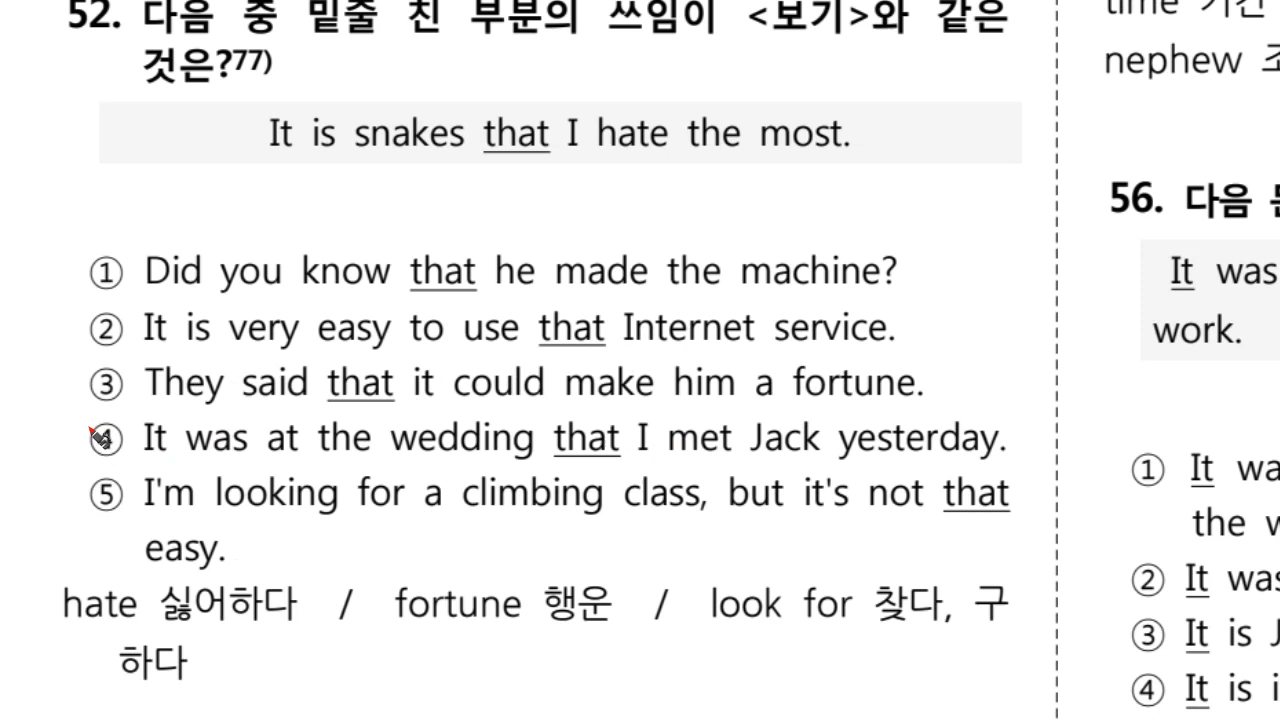 52. 다음 중 밑줄 친 부분의 쓰임이 <보기>와 같은
것은?77)
It is snakes that I hate the most.
① Did you know that he made the machine?
② It is very easy to use that Internet service.
③ They said that it could make him a fortune.
④ It was at the wedding that I met Jack yesterday.
⑤ I'm looking for a climbing class, but it's not that
easy.
hate 싫어하다 / fortune 행운 / look for 찾다, 구
하다
time 기간
nephew 조
56. 다음
It was
work.
① It
the
② It was
③ It is
④ It is